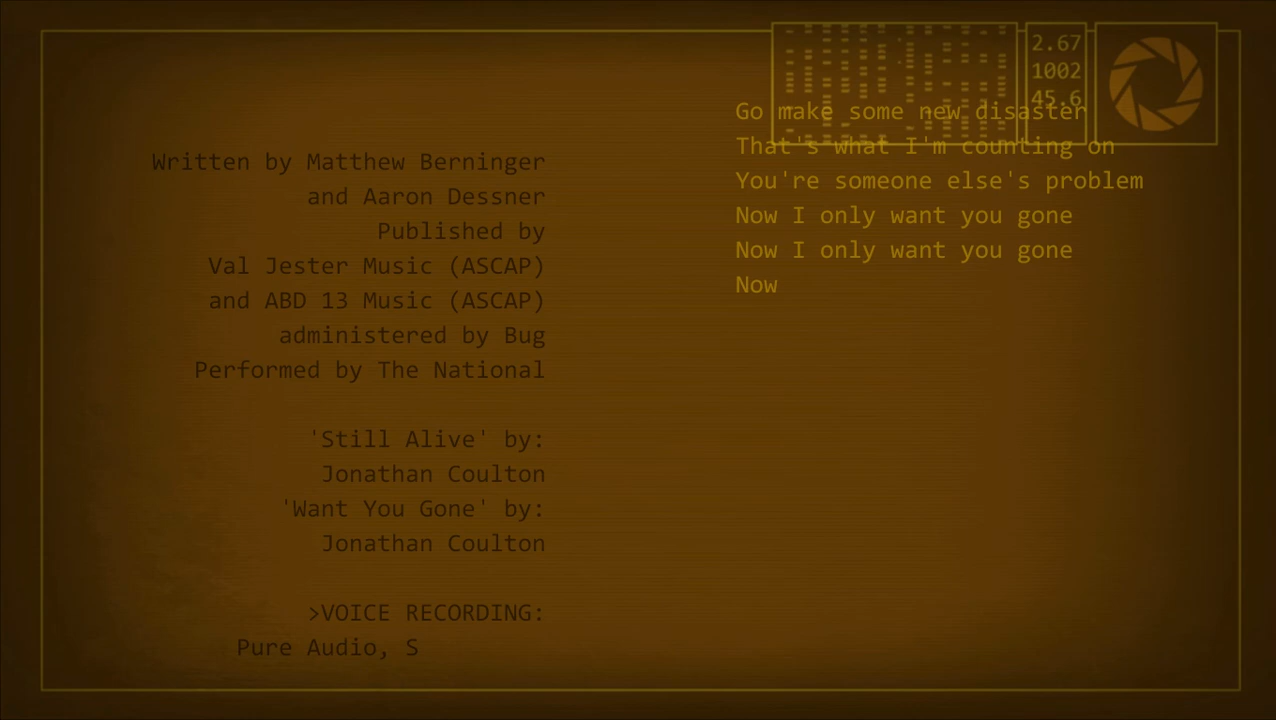 2.67
1002
45.6
Go make some new disaster
That's what I'm counting on
You're someone else's problem
Now I only want you gone
Now I only want you gone
Now
Written by Matthew Berninger
and Aaron Dessner
Published by
Val Jester Music (ASCAP)
and ABD 13 Music (ASCAP)
administered by Bug
Performed by The National
'Still Alive' by:
Jonathan Coulton
'Want You Gone' by:
Jonathan Coulton
>VOICE RECORDING:
Pure Audio, S